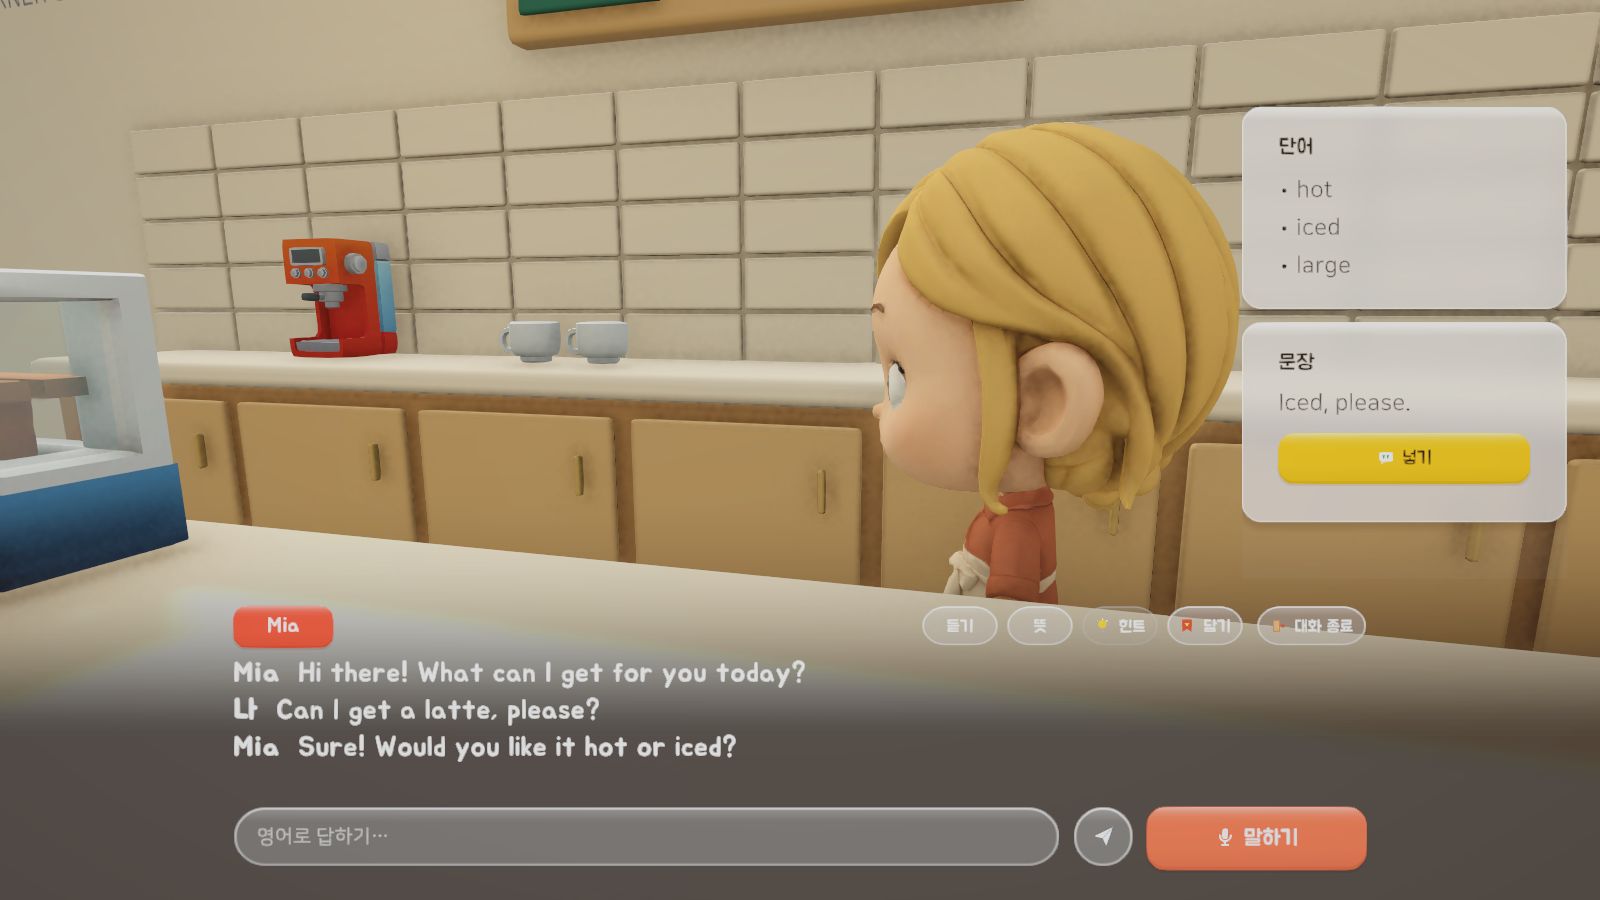 단어
• hot
• iced
• large
문장
Iced, please.
넣기
Mia
듣기
뜻
힌트
담기
대화 종료
Mia Hi there! What can I get for you today?
나 Can I get a latte, please?
Mia Sure! Would you like it hot or iced?
영어로 답하기…
말하기